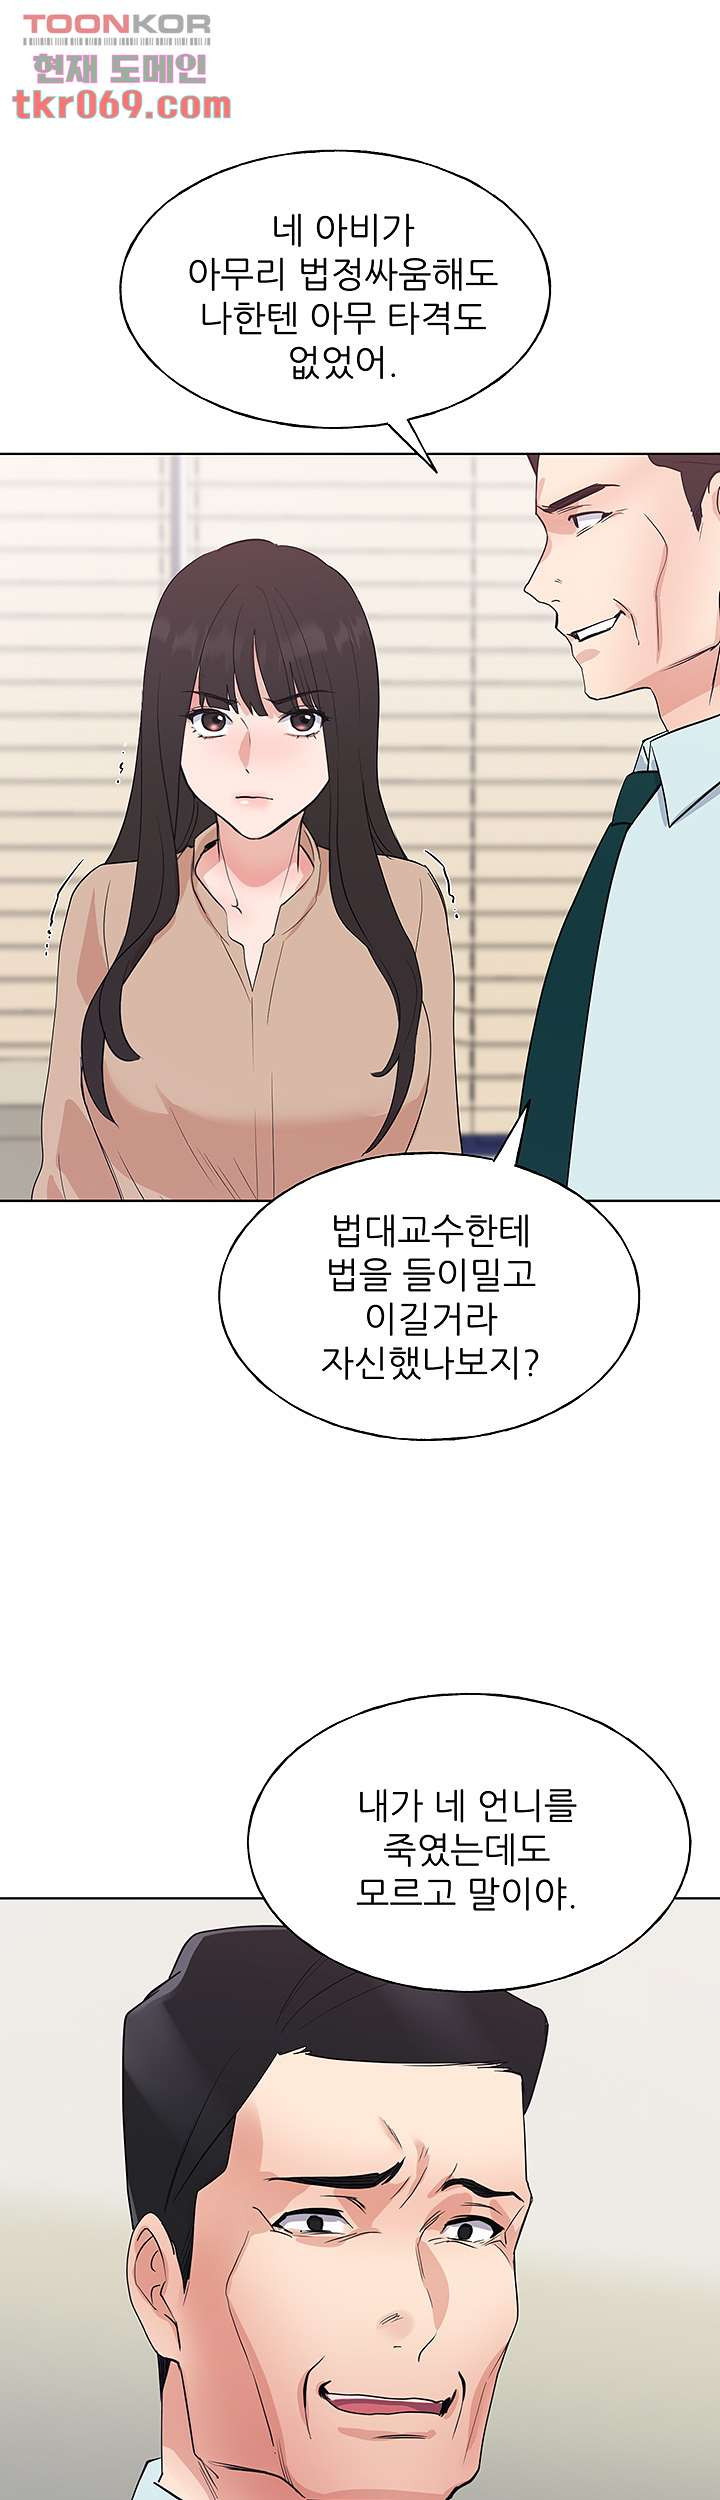 TOONKOR
현재 도메인
tkr069.com
네 아비가
아무리 법정싸움해도
나한텐 아무 타격도
없었어.
법대교수한테
법을 들이밀고
이길거라
자신했나보지?
내가 네 언니를
죽였는데도
모르고 말이야.